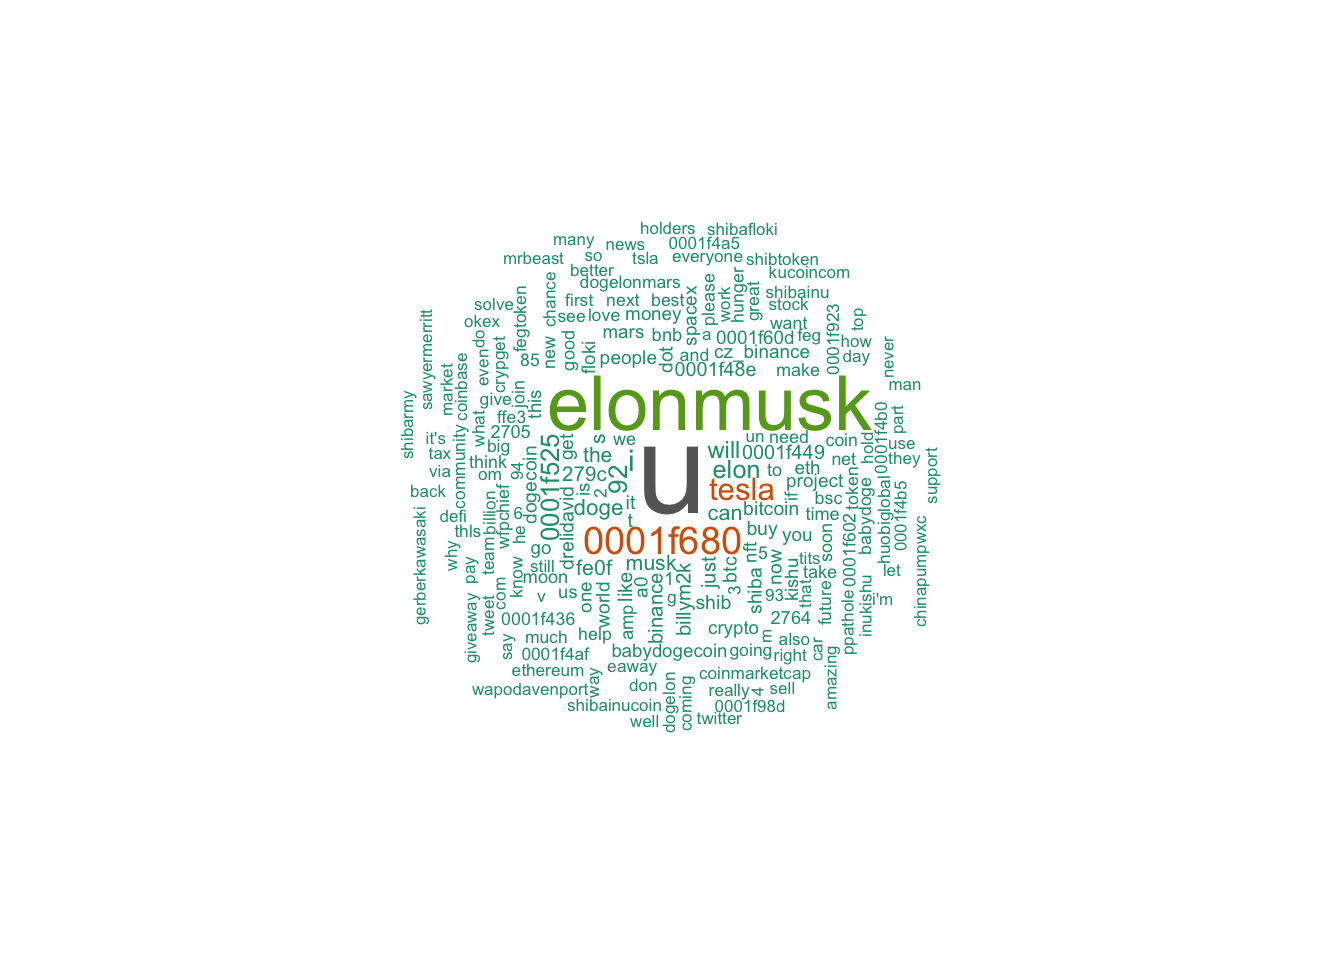 holders
shibafloki
many
news
0001f4a5
mrbeast
so
tsla
everyone
shibtoken
better
kucoincom
dogelonmars
chance
hunger
please
work
great
spacex
shibainu
solve
fegtoken
first
next
best
stock
sawyermerritt
okex
see
love
money
want
0001f923
top
do
new
good
floki
mars
bnb
a
0001f60d
feg
how
never
85
people
dot
and
cz_binance
day
even
crypget
0001f48e
make
man
market
coinbase
give
join
this
elonmusk
shibarmy
ffe3
part
what
2705
0001f4b0
it's
big
s
we
un
need
coin
hold
use
tax
get
the
i
u
will
0001f449
net
they
community
think
94
0001f525
279c
92
elon
to
eth
support
via
om
dogecoin
is
tesla
if
project
token
back
2
it
bsc
babydoge
huobiglobal
0001f4b5
billion
wfpchief
6
drelidavid
doge
t
can
bitcoin
time
defi
he
buy
you
soon
0001f602
chinapumpwxc
gerberkawasaki
thls
go
0001f680
why
team
still
fe0f
musk
just
btc
nft
5
now
tits
let
pay
know
moon
like
a0
1
billym2k
shiba
kishu
take
com
v
us
one
world
amp
binance
g
shib
3
93
that
future
ppathole
inukishu
i'm
giveaway
tweet
0001f436
crypto
m
2764
say
much
help
also
car
0001f4af
babydogecoin
going
right
amazing
ethereum
eaway
coinmarketcap
wapodavenport
way
don
really
4
sell
shibainucoin
dogelon
coming
0001f98d
well
twitter